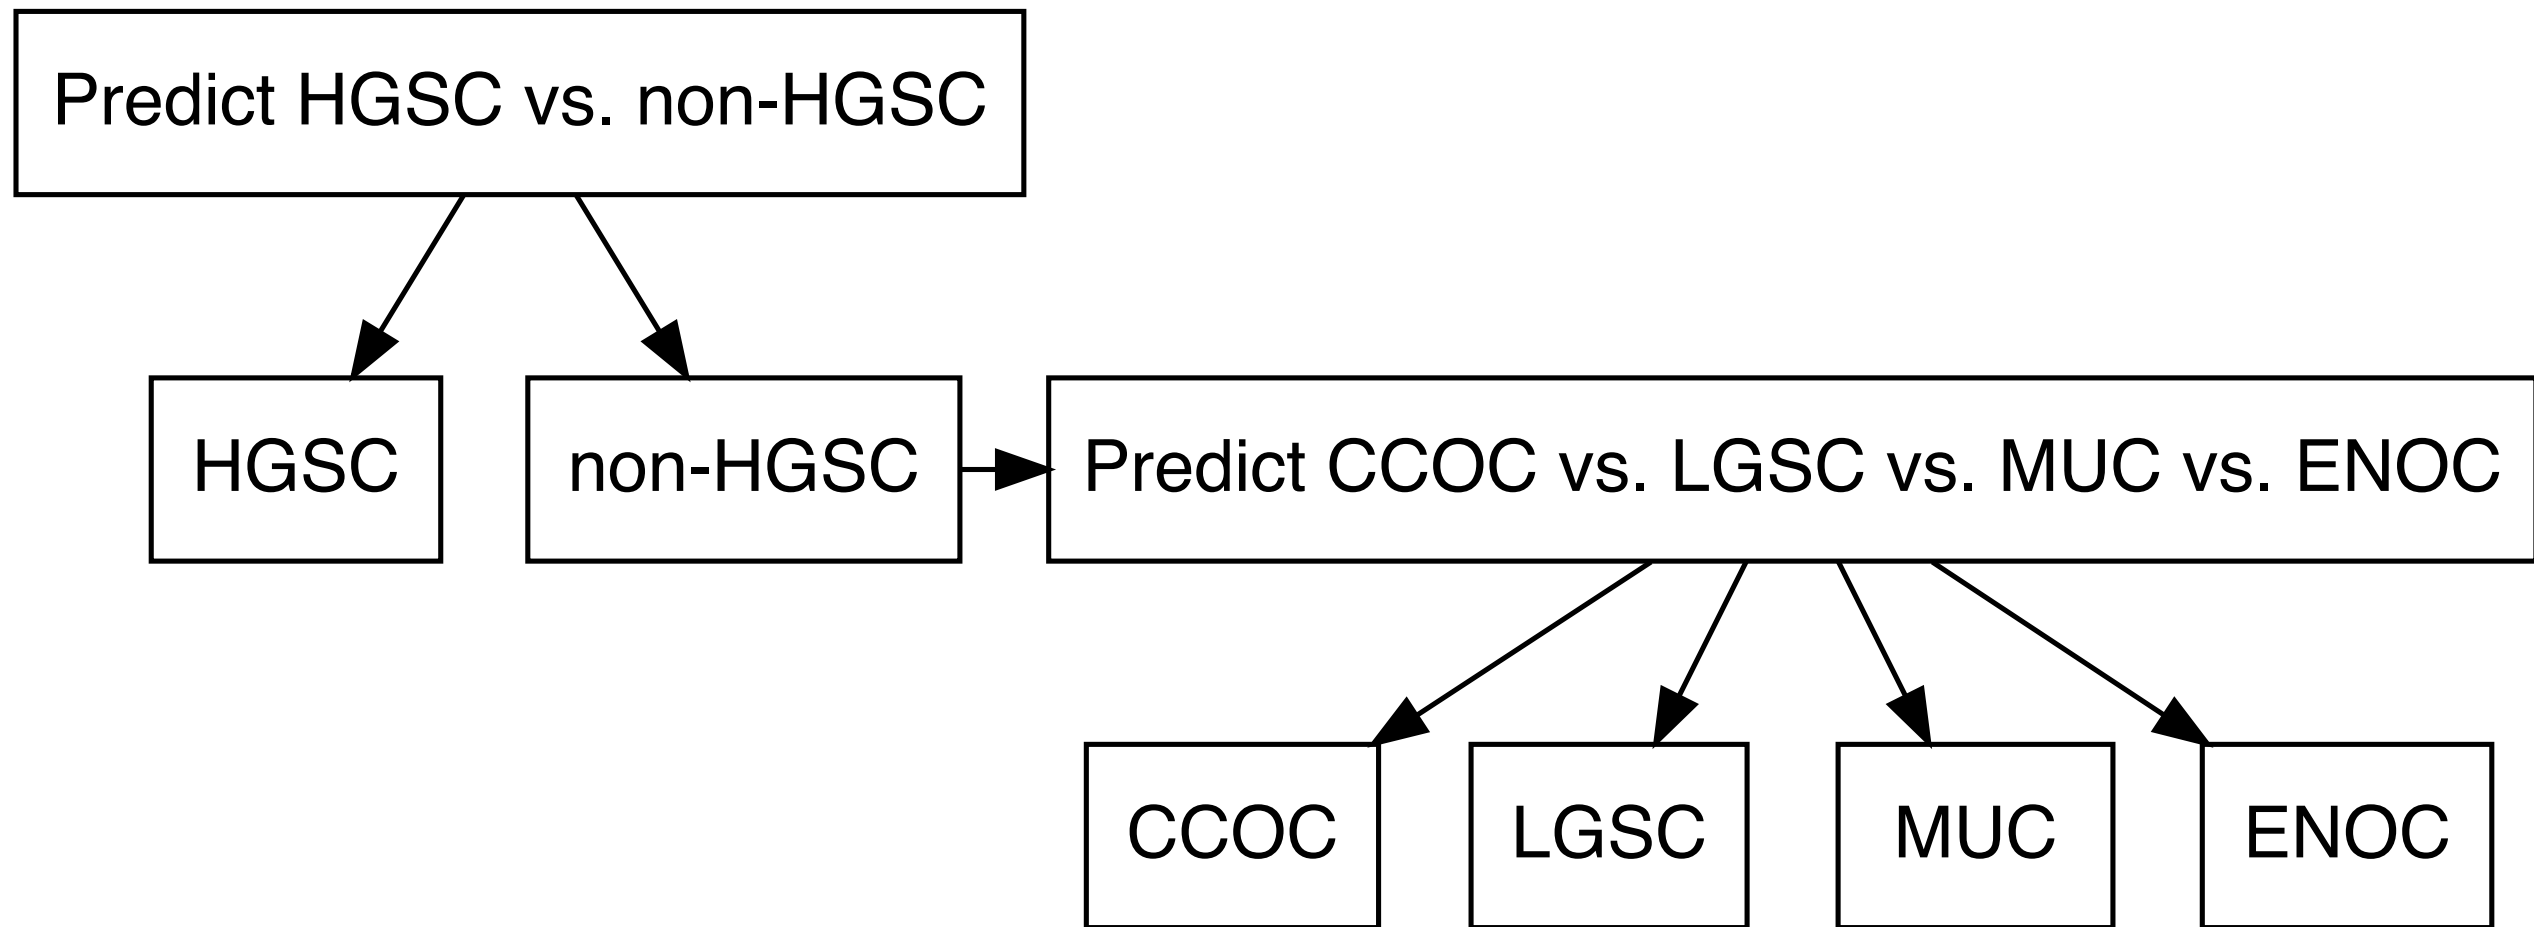 Predict HGSC vs. non-HGSC
HGSC
non-HGSC
Predict CCOC vs. LGSC vs. MUC vs. ENOC
CCOC
LGSC
MUC
ENOC